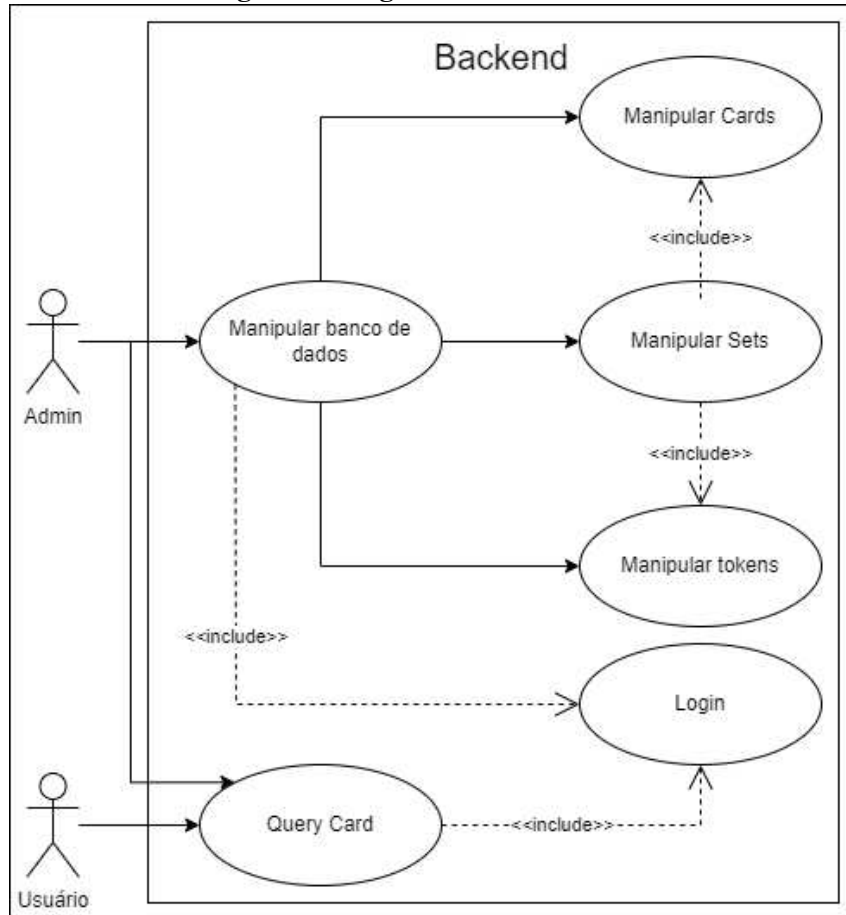 Backend
Manipular Cards
<<include>>
Manipular banco de
dados
Manipular Sets
Admin
<<include>>
Manipular tokens
<<include>>
Login
Query Card
<<include>>
Usuário